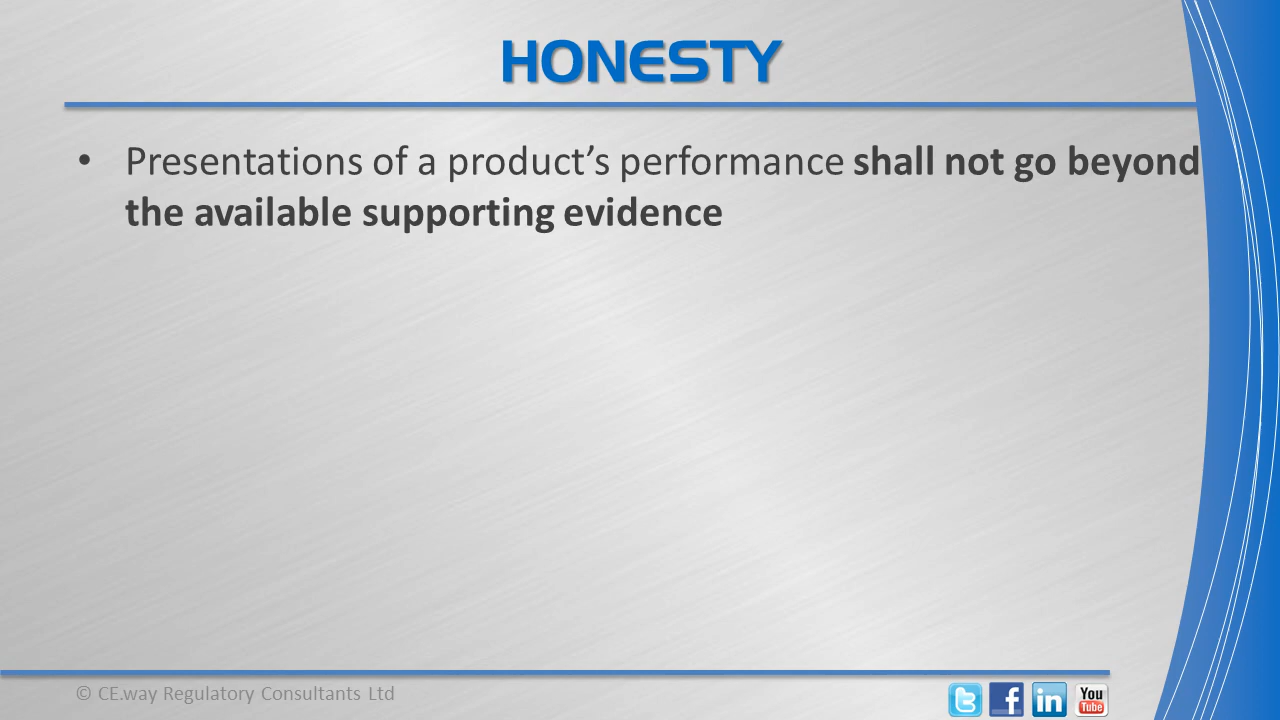 HONESTY
• Presentations of a product’s performance shall not go beyond
the available supporting evidence
© CE.way Regulatory Consultants Ltd
t f in You Tube